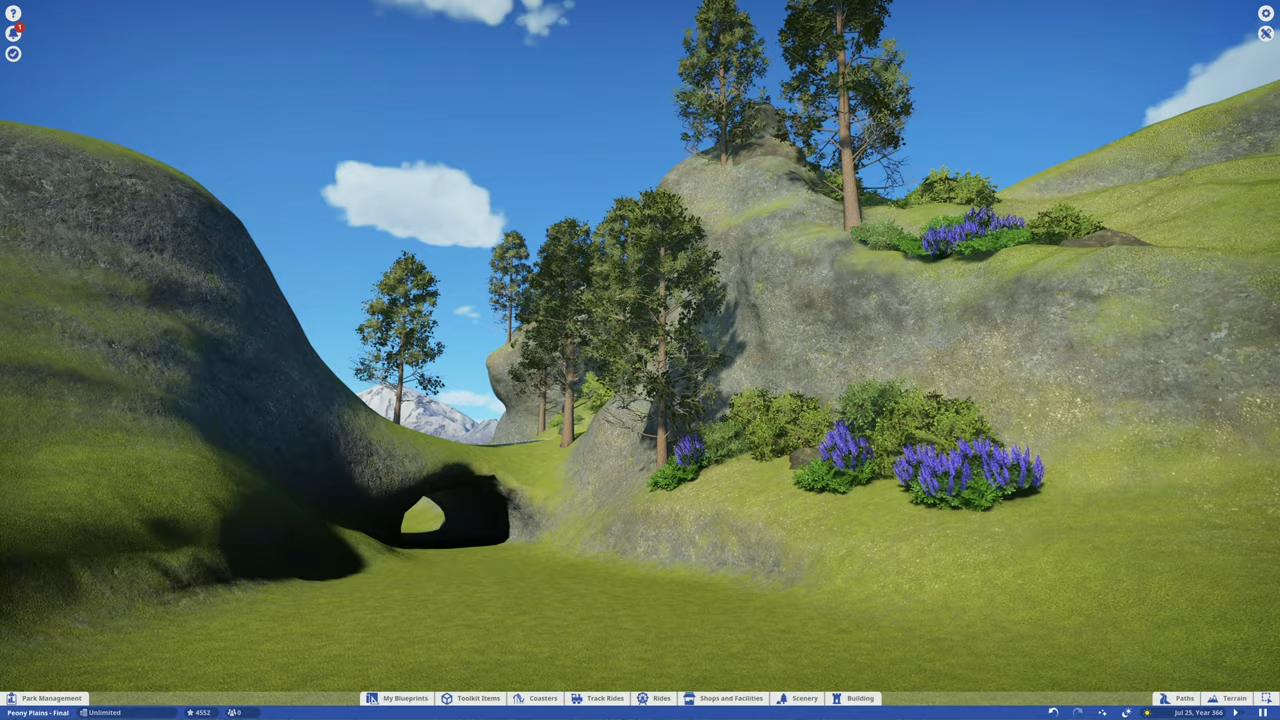 ?
1
Park Management
My Blueprints
Toolkit Items
Coasters
Track Rides
Rides
Shops and Facilities
Scenery
Building
Paths
Terrain
Peony Plains - Final
Unlimited
4552
0
Jul 25, Year 366